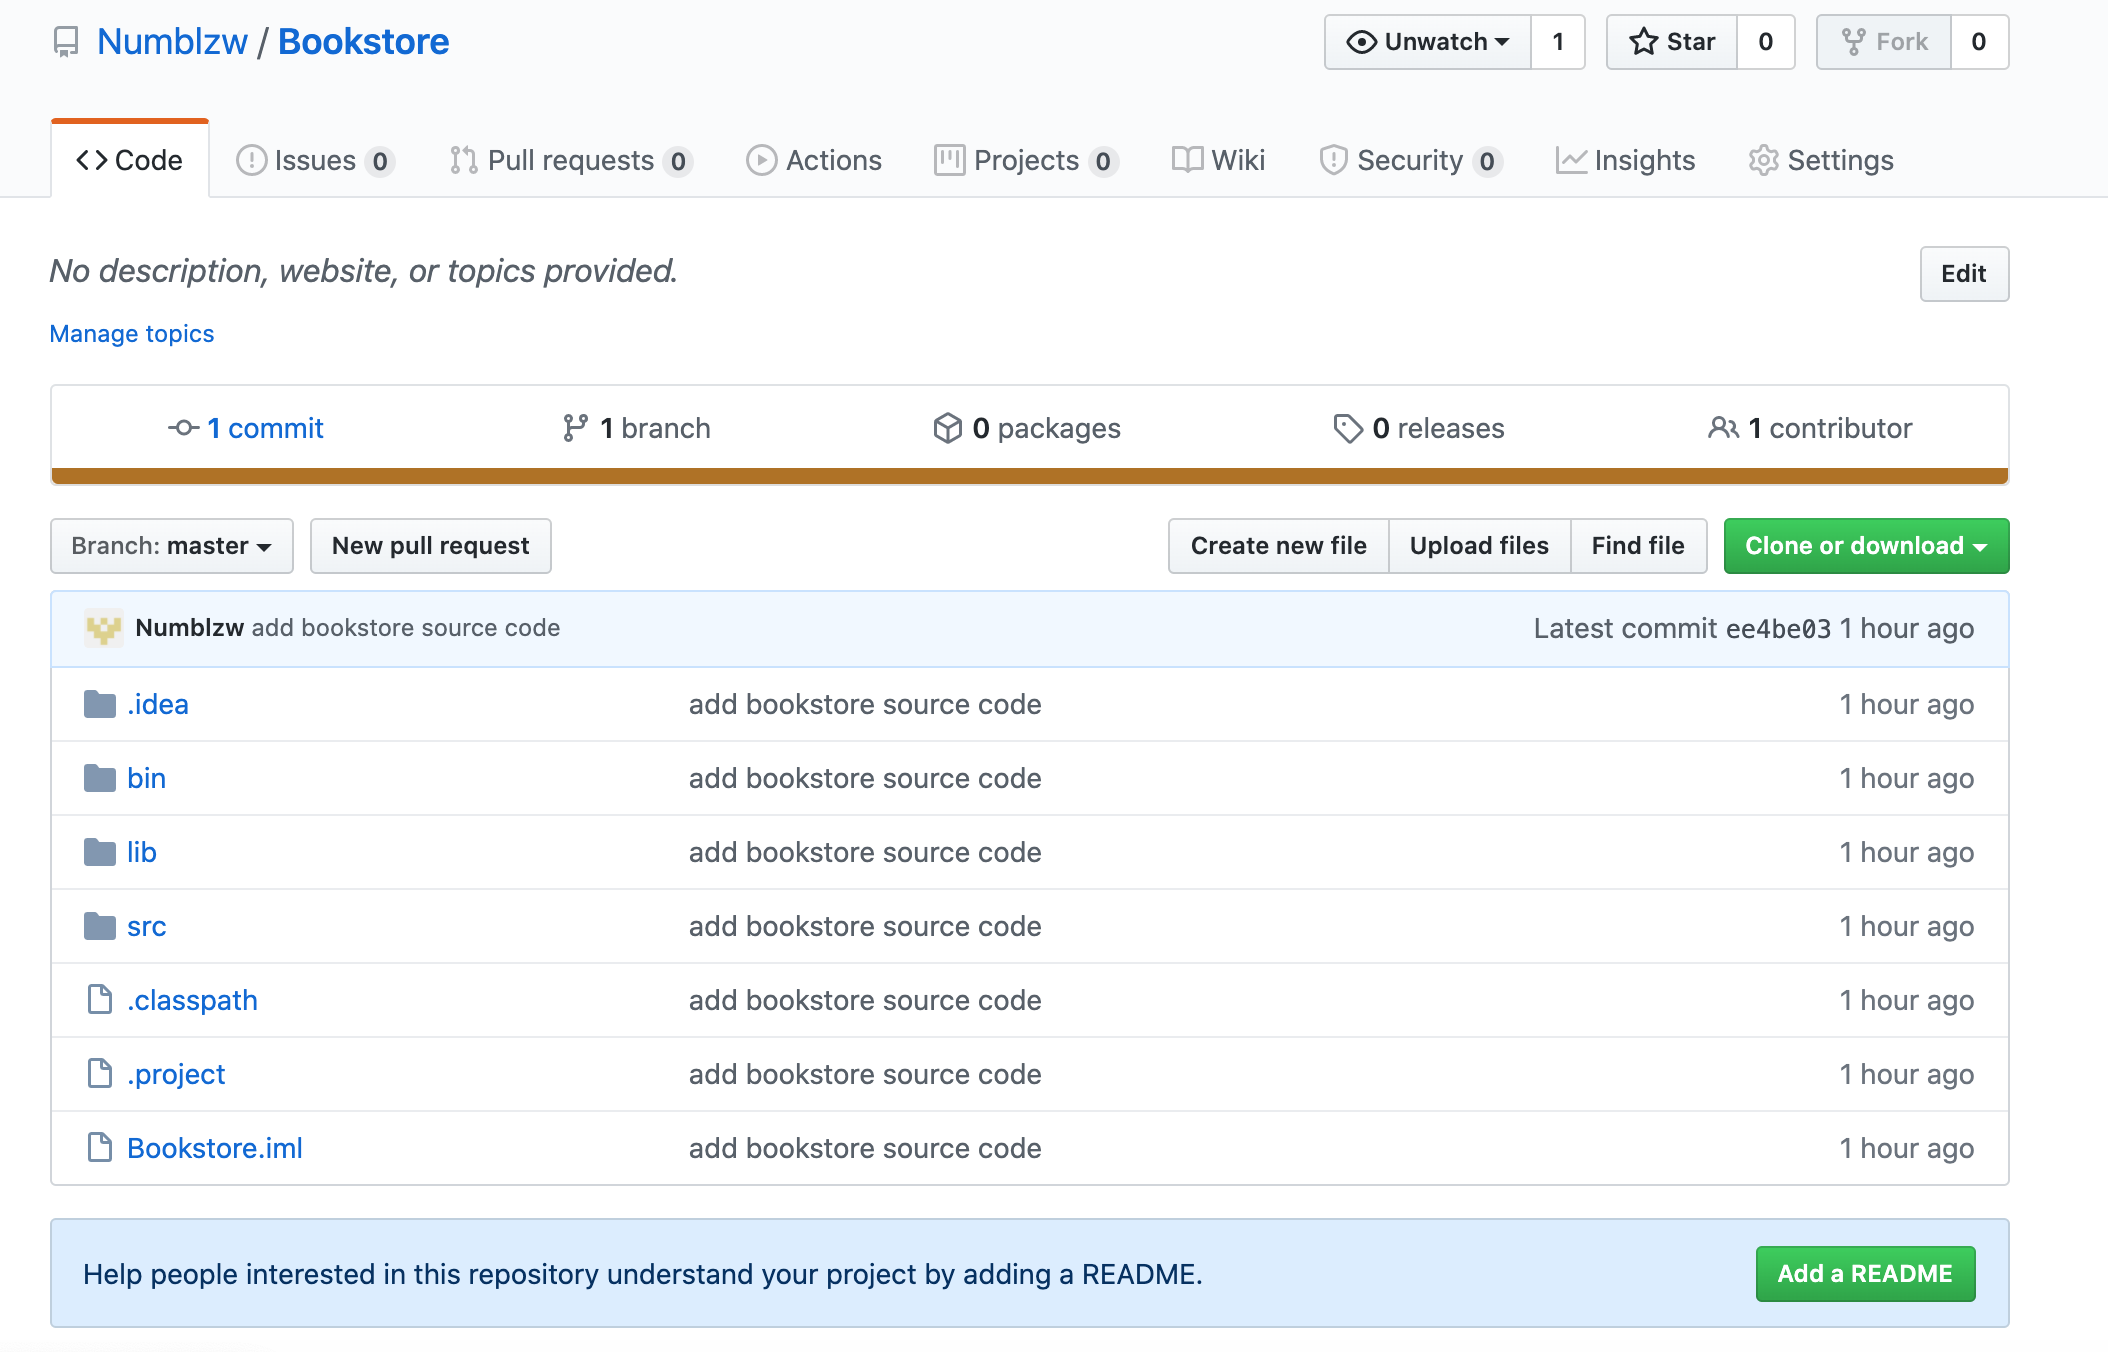 Numblzw / Bookstore
Unwatch 1 Star 0 Fork 0
Code Issues 0 Pull requests 0 Actions Projects 0 Wiki Security 0 Insights Settings
No description, website, or topics provided. Edit
Manage topics
1 commit 1 branch 0 packages 0 releases 1 contributor
Branch: master New pull request Create new file Upload files Find file Clone or download
Numblzw add bookstore source code Latest commit ee4be03 1 hour ago
.idea add bookstore source code 1 hour ago
bin add bookstore source code 1 hour ago
lib add bookstore source code 1 hour ago
src add bookstore source code 1 hour ago
.classpath add bookstore source code 1 hour ago
.project add bookstore source code 1 hour ago
Bookstore.iml add bookstore source code 1 hour ago
Help people interested in this repository understand your project by adding a README. Add a README